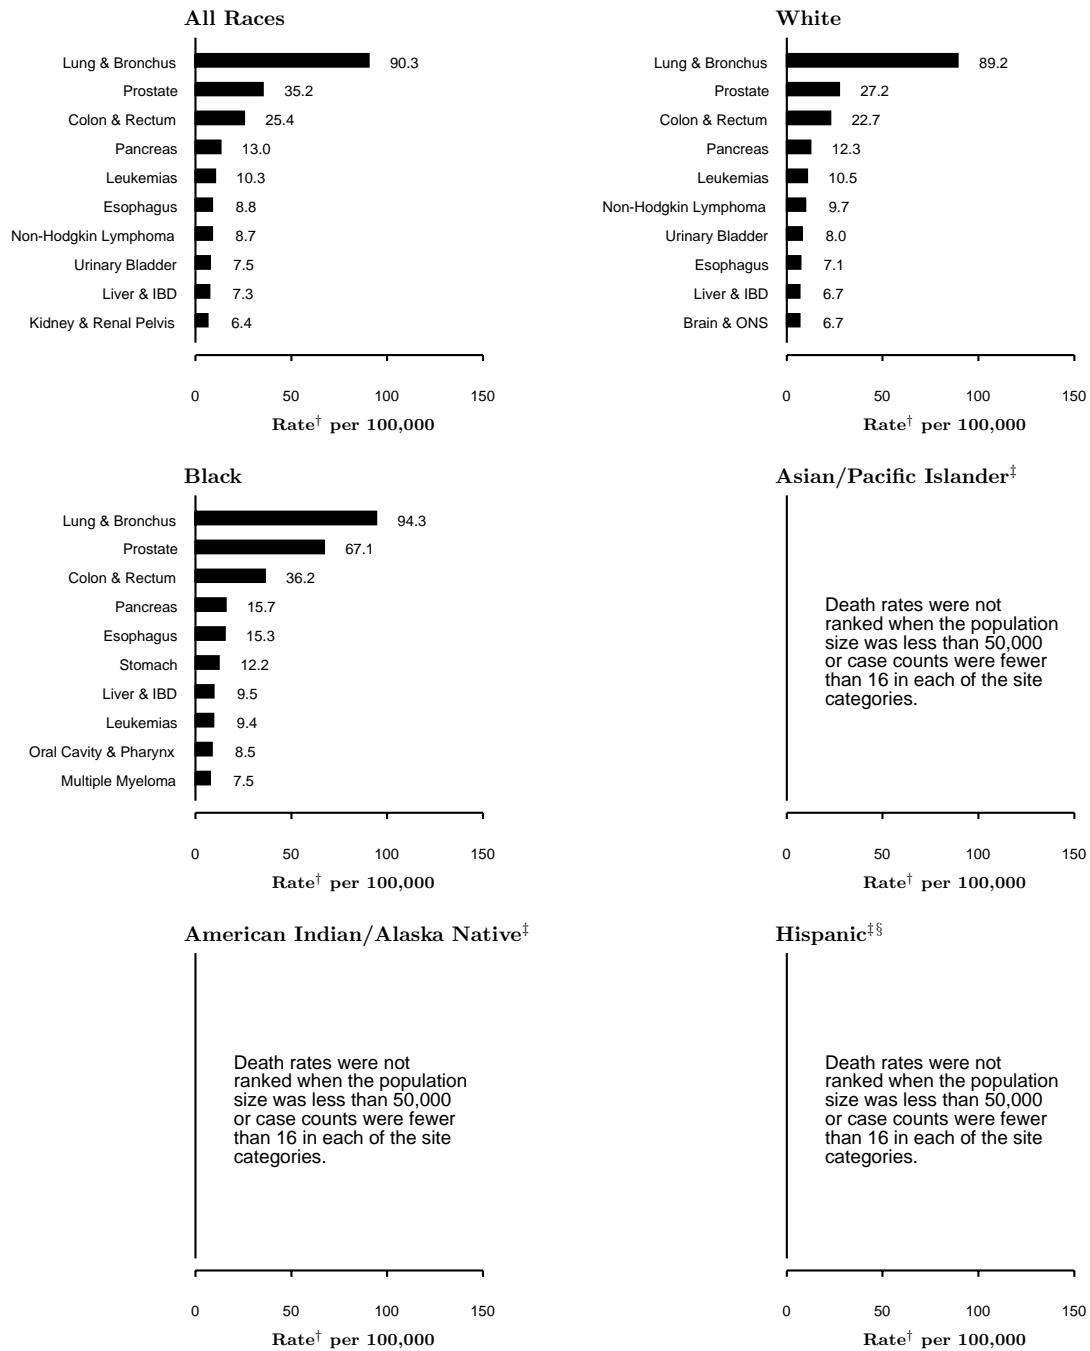 All Races
Lung & Bronchus 90.3
Prostate 35.2
Colon & Rectum 25.4
Pancreas 13.0
Leukemias 10.3
Esophagus 8.8
Non-Hodgkin Lymphoma 8.7
Urinary Bladder 7.5
Liver & IBD 7.3
Kidney & Renal Pelvis 6.4
0 50 100 150
Rate† per 100,000
White
Lung & Bronchus 89.2
Prostate 27.2
Colon & Rectum 22.7
Pancreas 12.3
Leukemias 10.5
Non-Hodgkin Lymphoma 9.7
Urinary Bladder 8.0
Esophagus 7.1
Liver & IBD 6.7
Brain & ONS 6.7
0 50 100 150
Rate† per 100,000
Black
Lung & Bronchus 94.3
Prostate 67.1
Colon & Rectum 36.2
Pancreas 15.7
Esophagus 15.3
Stomach 12.2
Liver & IBD 9.5
Leukemias 9.4
Oral Cavity & Pharynx 8.5
Multiple Myeloma 7.5
0 50 100 150
Rate† per 100,000
Asian/Pacific Islander‡
Death rates were not
ranked when the population
size was less than 50,000
or case counts were fewer
than 16 in each of the site
categories.
0 50 100 150
Rate† per 100,000
American Indian/Alaska Native‡
Death rates were not
ranked when the population
size was less than 50,000
or case counts were fewer
than 16 in each of the site
categories.
0 50 100 150
Rate† per 100,000
Hispanic‡§
Death rates were not
ranked when the population
size was less than 50,000
or case counts were fewer
than 16 in each of the site
categories.
0 50 100 150
Rate† per 100,000